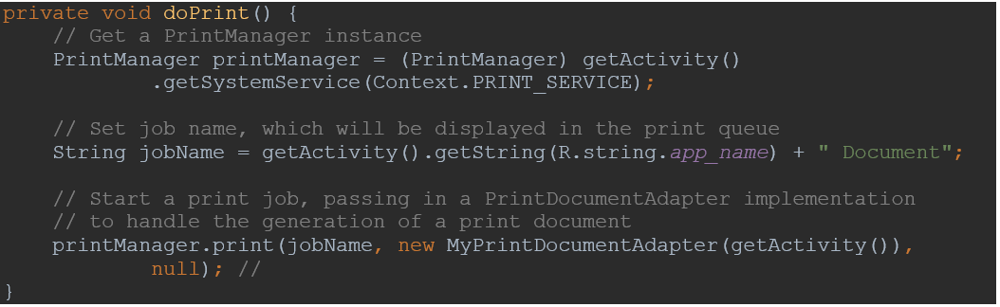 private void doPrint() {
    // Get a PrintManager instance
    PrintManager printManager = (PrintManager) getActivity()
            .getSystemService(Context.PRINT_SERVICE);
    // Set job name, which will be displayed in the print queue
    String jobName = getActivity().getString(R.string.app_name) + " Document";
    // Start a print job, passing in a PrintDocumentAdapter implementation
    // to handle the generation of a print document
    printManager.print(jobName, new MyPrintDocumentAdapter(getActivity()),
            null); //
}